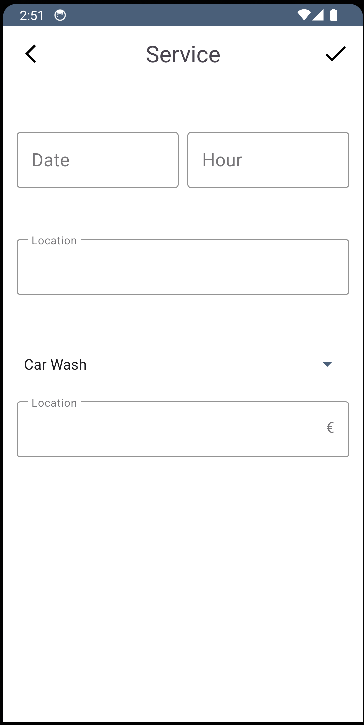 2:51
Service
Date
Hour
Location
Car Wash
Location
€